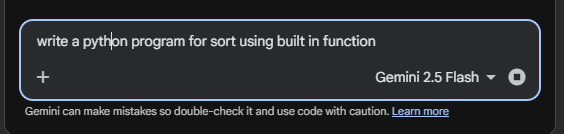 write a python program for sort using built in function
Gemini 2.5 Flash
Gemini can make mistakes so double-check it and use code with caution. Learn more